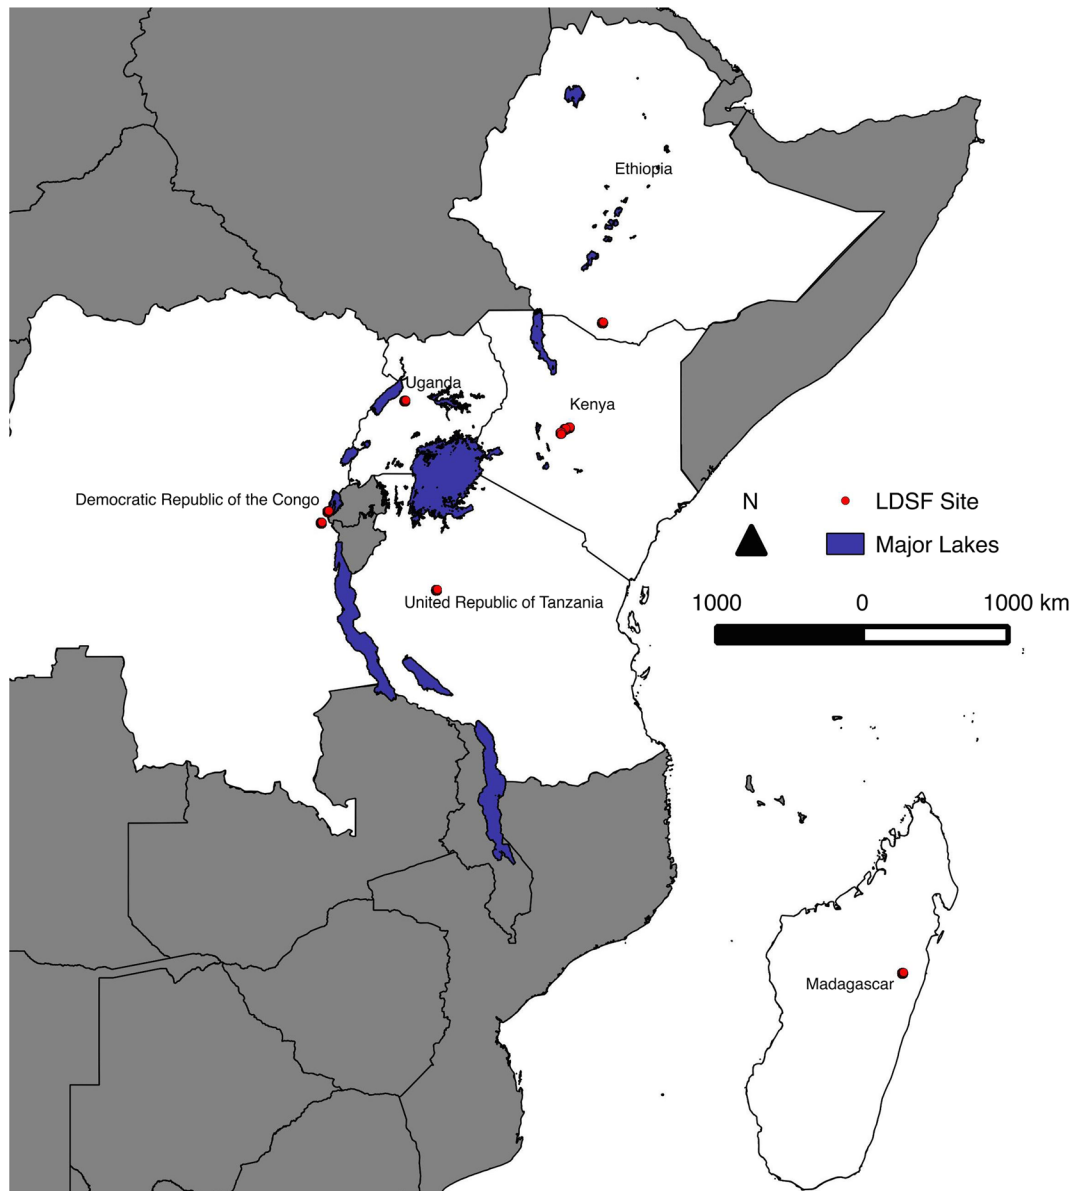 Ethiopia
Uganda
Kenya
Democratic Republic of the Congo
N
LDSF Site
Major Lakes
United Republic of Tanzania
1000 0 1000 km
Madagascar